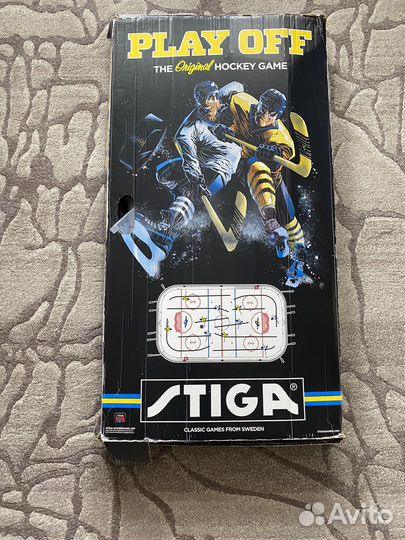 PLAY OFF
THE Original HOCKEY GAME
STIGA®
CLASSIC GAMES FROM SWEDEN
Avito